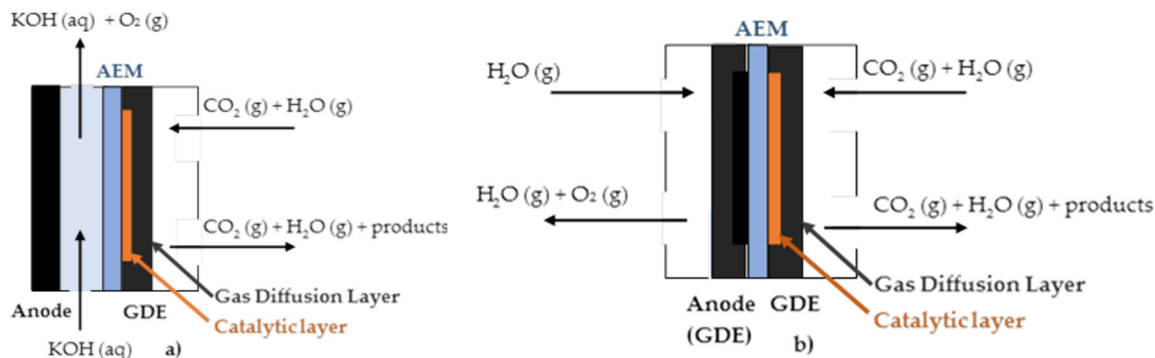 KOH (aq) + O₂ (g)
AEM
CO₂ (g) + H₂O (g)
CO₂ (g) + H₂O (g) + products
Gas Diffusion Layer
Anode
GDE
Catalytic layer
KOH (aq)
a)
AEM
H₂O (g)
CO₂ (g) + H₂O (g)
H₂O (g) + O₂ (g)
CO₂ (g) + H₂O (g) + products
Gas Diffusion Layer
Anode
(GDE)
GDE
Catalytic layer
b)